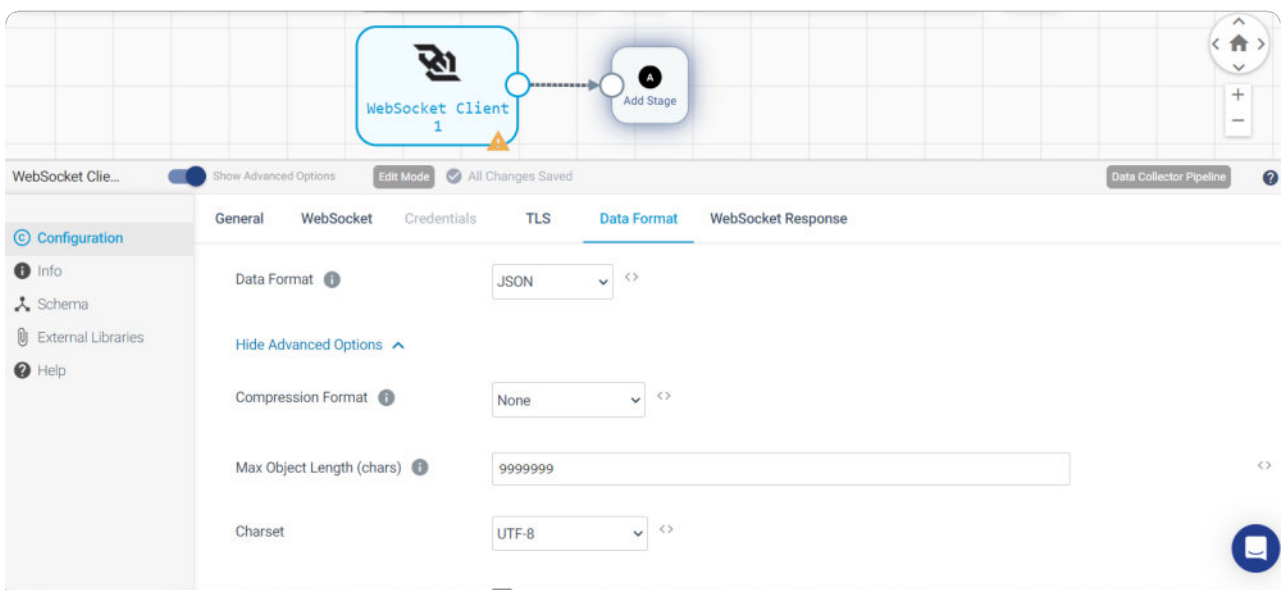 WebSocket Client
1
A
Add Stage
WebSocket Clie...
Show Advanced Options
Edit Mode
All Changes Saved
Data Collector Pipeline
General
WebSocket
Credentials
TLS
Data Format
WebSocket Response
Configuration
Info
Schema
External Libraries
Help
Data Format
JSON
Hide Advanced Options
Compression Format
None
Max Object Length (chars)
9999999
Charset
UTF-8